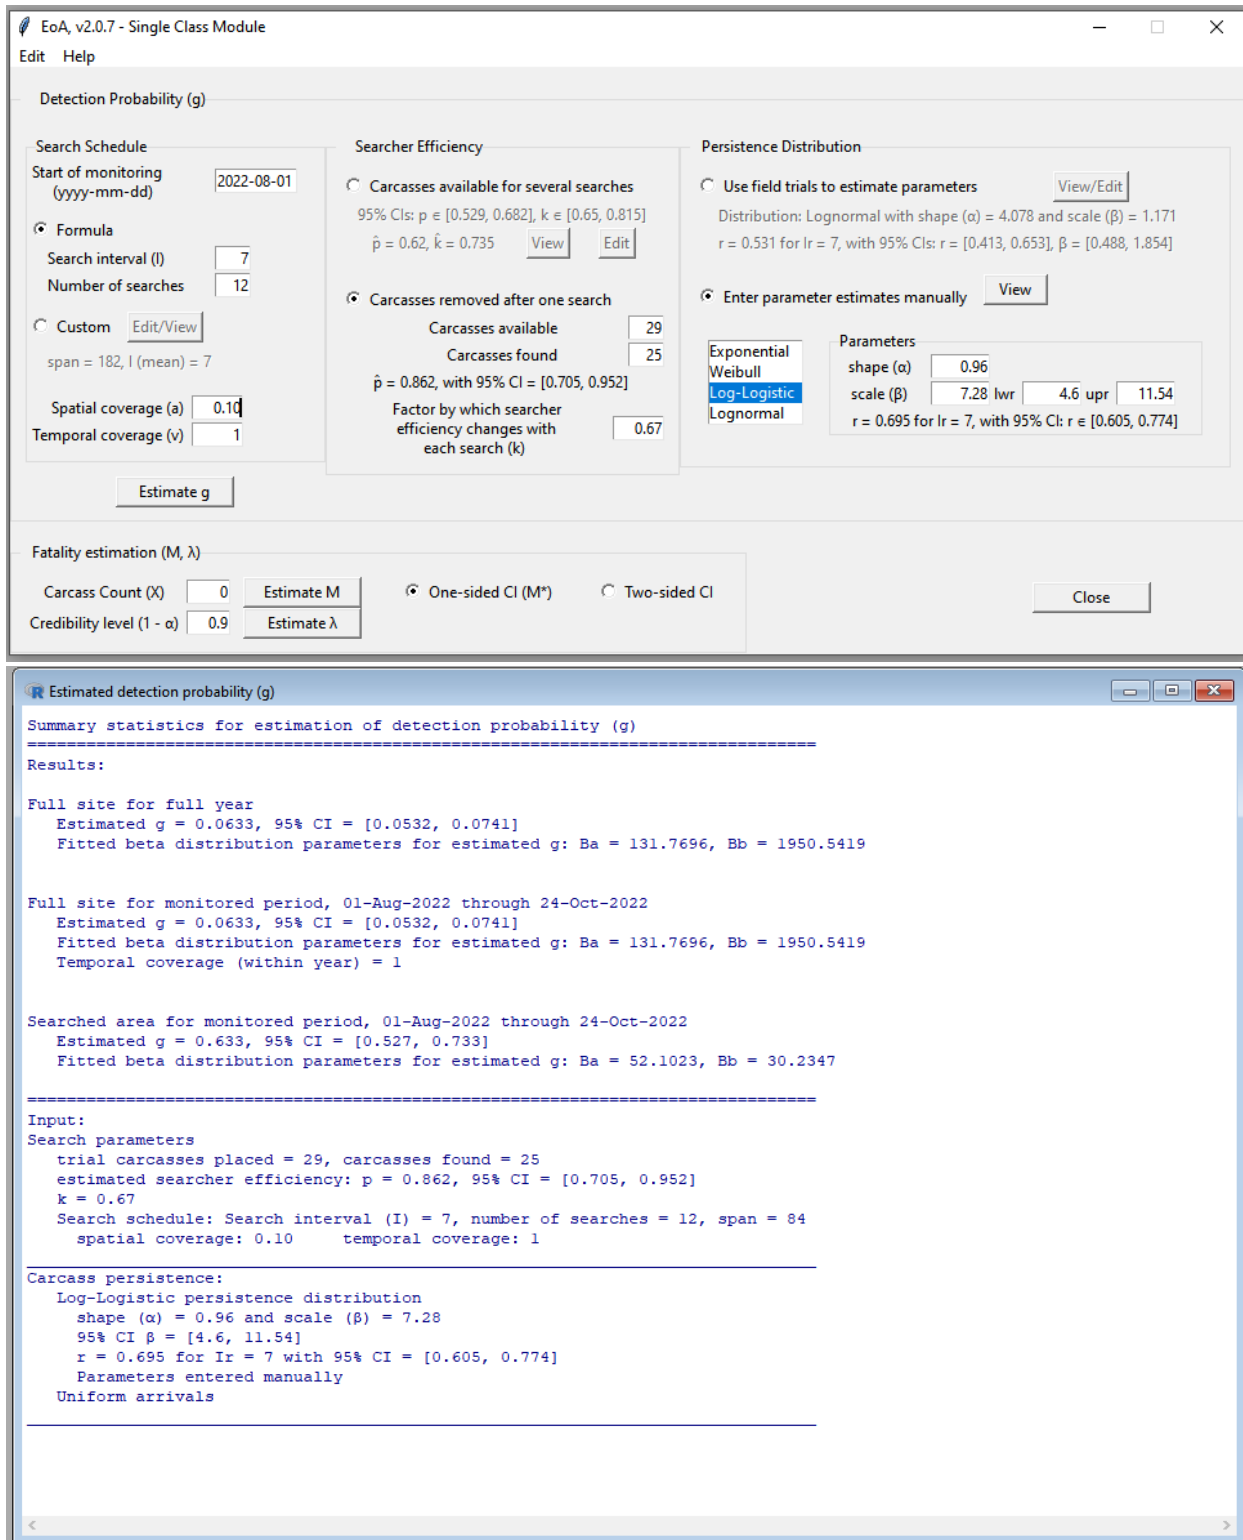 EoA, v2.0.7 - Single Class Module
Edit Help
Detection Probability (g)
Search Schedule
Start of monitoring
(yyyy-mm-dd)
2022-08-01
Formula
Search interval (I) 7
Number of searches 12
Custom Edit/View
span = 182, I (mean) = 7
Spatial coverage (a) 0.10
Temporal coverage (v) 1
Estimate g
Searcher Efficiency
Carcasses available for several searches
95% CIs: p ∈ [0.529, 0.682], k ∈ [0.65, 0.815]
p̂ = 0.62, k̂ = 0.735 View Edit
Carcasses removed after one search
Carcasses available 29
Carcasses found 25
p̂ = 0.862, with 95% CI = [0.705, 0.952]
Factor by which searcher
efficiency changes with
each search (k)
0.67
Persistence Distribution
Use field trials to estimate parameters View/Edit
Distribution: Lognormal with shape (α) = 4.078 and scale (β) = 1.171
r = 0.531 for Ir = 7, with 95% CIs: r = [0.413, 0.653], β = [0.488, 1.854]
Enter parameter estimates manually View
Exponential
Weibull
Log-Logistic
Lognormal
Parameters
shape (α) 0.96
scale (β) 7.28 lwr 4.6 upr 11.54
r = 0.695 for Ir = 7, with 95% CI: r ∈ [0.605, 0.774]
Fatality estimation (M, λ)
Carcass Count (X) 0 Estimate M One-sided CI (M*) Two-sided CI
Credibility level (1 - α) 0.9 Estimate λ
Close
Estimated detection probability (g)
Summary statistics for estimation of detection probability (g)
================================================================================
Results:
Full site for full year
Estimated g = 0.0633, 95% CI = [0.0532, 0.0741]
Fitted beta distribution parameters for estimated g: Ba = 131.7696, Bb = 1950.5419
Full site for monitored period, 01-Aug-2022 through 24-Oct-2022
Estimated g = 0.0633, 95% CI = [0.0532, 0.0741]
Fitted beta distribution parameters for estimated g: Ba = 131.7696, Bb = 1950.5419
Temporal coverage (within year) = 1
Searched area for monitored period, 01-Aug-2022 through 24-Oct-2022
Estimated g = 0.633, 95% CI = [0.527, 0.733]
Fitted beta distribution parameters for estimated g: Ba = 52.1023, Bb = 30.2347
================================================================================
Input:
Search parameters
trial carcasses placed = 29, carcasses found = 25
estimated searcher efficiency: p = 0.862, 95% CI = [0.705, 0.952]
k = 0.67
Search schedule: Search interval (I) = 7, number of searches = 12, span = 84
spatial coverage: 0.10 temporal coverage: 1
Carcass persistence:
Log-Logistic persistence distribution
shape (α) = 0.96 and scale (β) = 7.28
95% CI β = [4.6, 11.54]
r = 0.695 for Ir = 7 with 95% CI = [0.605, 0.774]
Parameters entered manually
Uniform arrivals